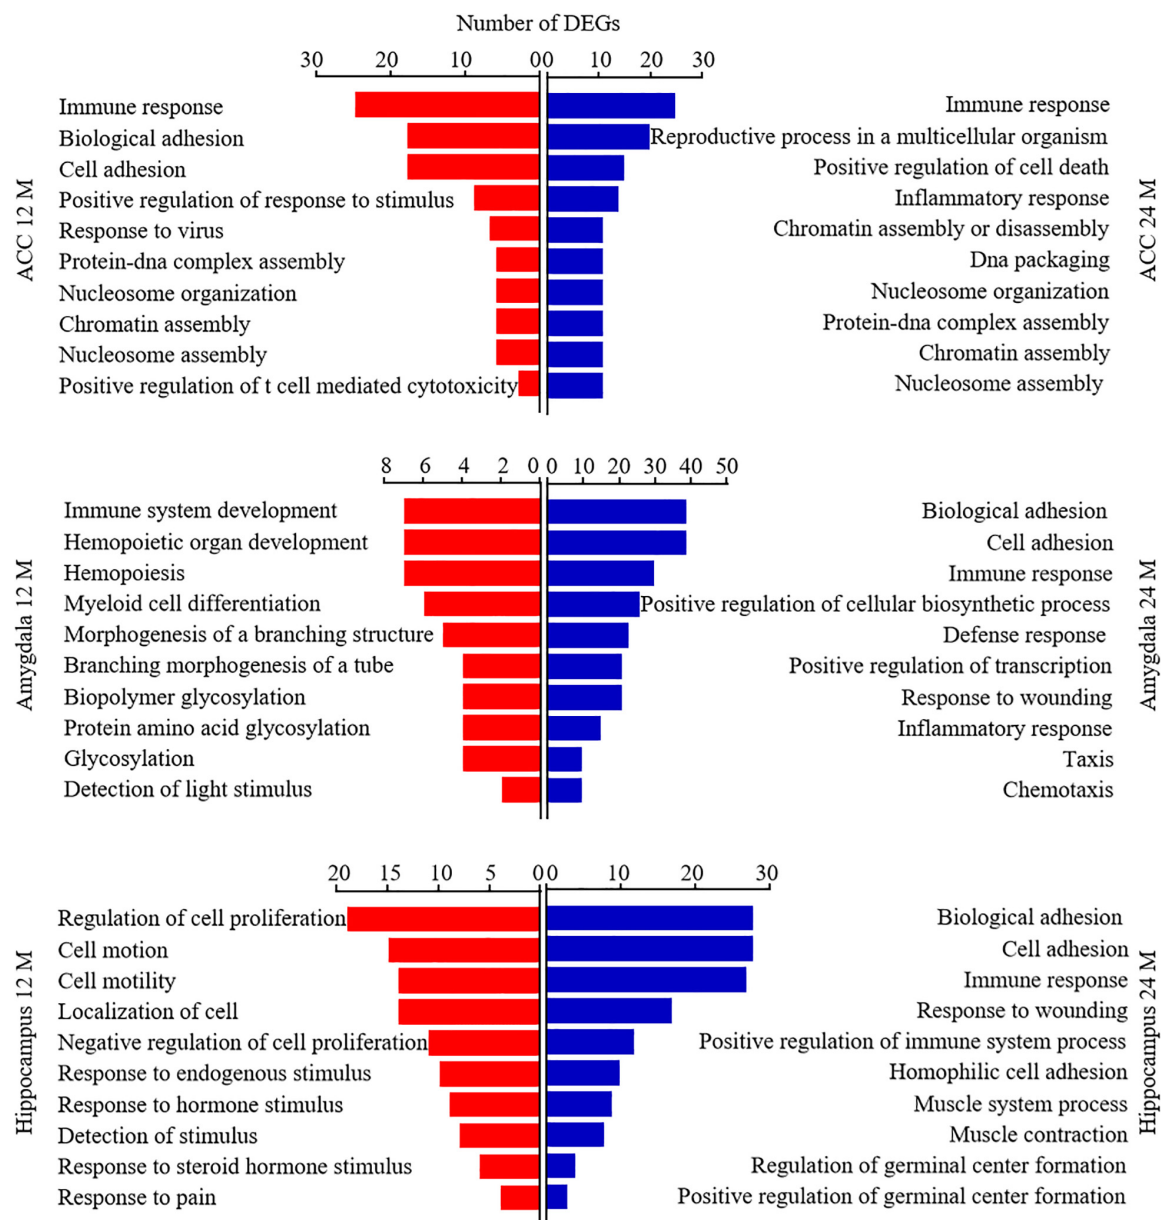 Number of DEGs
30 20 10 0 0 10 20 30
ACC 12 M
Immune response
Biological adhesion
Cell adhesion
Positive regulation of response to stimulus
Response to virus
Protein-dna complex assembly
Nucleosome organization
Chromatin assembly
Nucleosome assembly
Positive regulation of t cell mediated cytotoxicity
Immune response
Reproductive process in a multicellular organism
Positive regulation of cell death
Inflammatory response
Chromatin assembly or disassembly
Dna packaging
Nucleosome organization
Protein-dna complex assembly
Chromatin assembly
Nucleosome assembly
ACC 24 M
8 6 4 2 0 0 10 20 30 40 50
Amygdala 12 M
Immune system development
Hemopoietic organ development
Hemopoiesis
Myeloid cell differentiation
Morphogenesis of a branching structure
Branching morphogenesis of a tube
Biopolymer glycosylation
Protein amino acid glycosylation
Glycosylation
Detection of light stimulus
Biological adhesion
Cell adhesion
Immune response
Positive regulation of cellular biosynthetic process
Defense response
Positive regulation of transcription
Response to wounding
Inflammatory response
Taxis
Chemotaxis
Amygdala 24 M
20 15 10 5 0 0 10 20 30
Hippocampus 12 M
Regulation of cell proliferation
Cell motion
Cell motility
Localization of cell
Negative regulation of cell proliferation
Response to endogenous stimulus
Response to hormone stimulus
Detection of stimulus
Response to steroid hormone stimulus
Response to pain
Biological adhesion
Cell adhesion
Immune response
Response to wounding
Positive regulation of immune system process
Homophilic cell adhesion
Muscle system process
Muscle contraction
Regulation of germinal center formation
Positive regulation of germinal center formation
Hippocampus 24 M